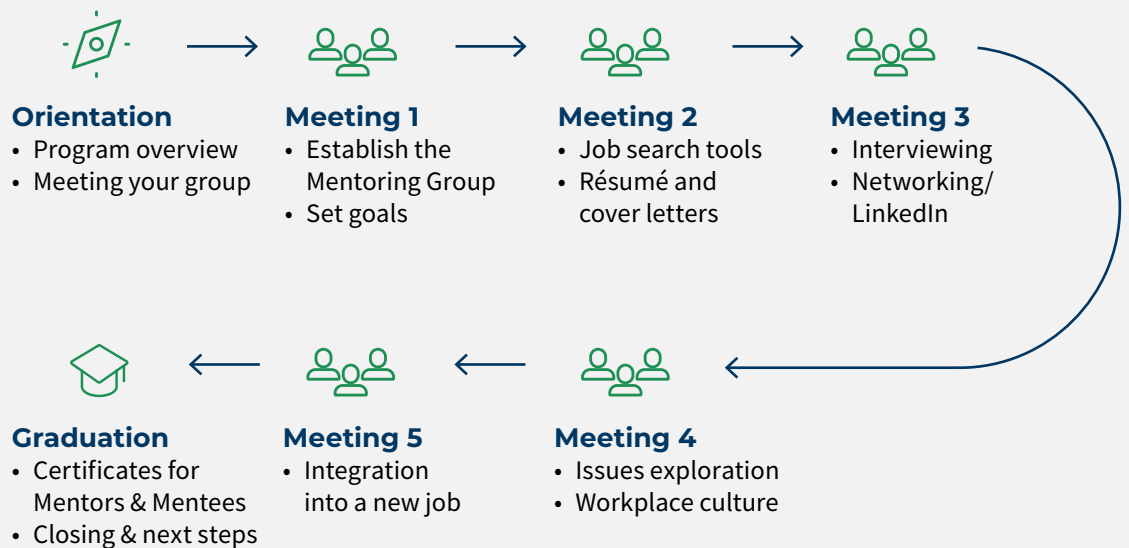 Orientation
• Program overview
• Meeting your group
Meeting 1
• Establish the
Mentoring Group
• Set goals
Meeting 2
• Job search tools
• Résumé and
cover letters
Meeting 3
• Interviewing
• Networking/
LinkedIn
Meeting 4
• Issues exploration
• Workplace culture
Meeting 5
• Integration
into a new job
Graduation
• Certificates for
Mentors & Mentees
• Closing & next steps